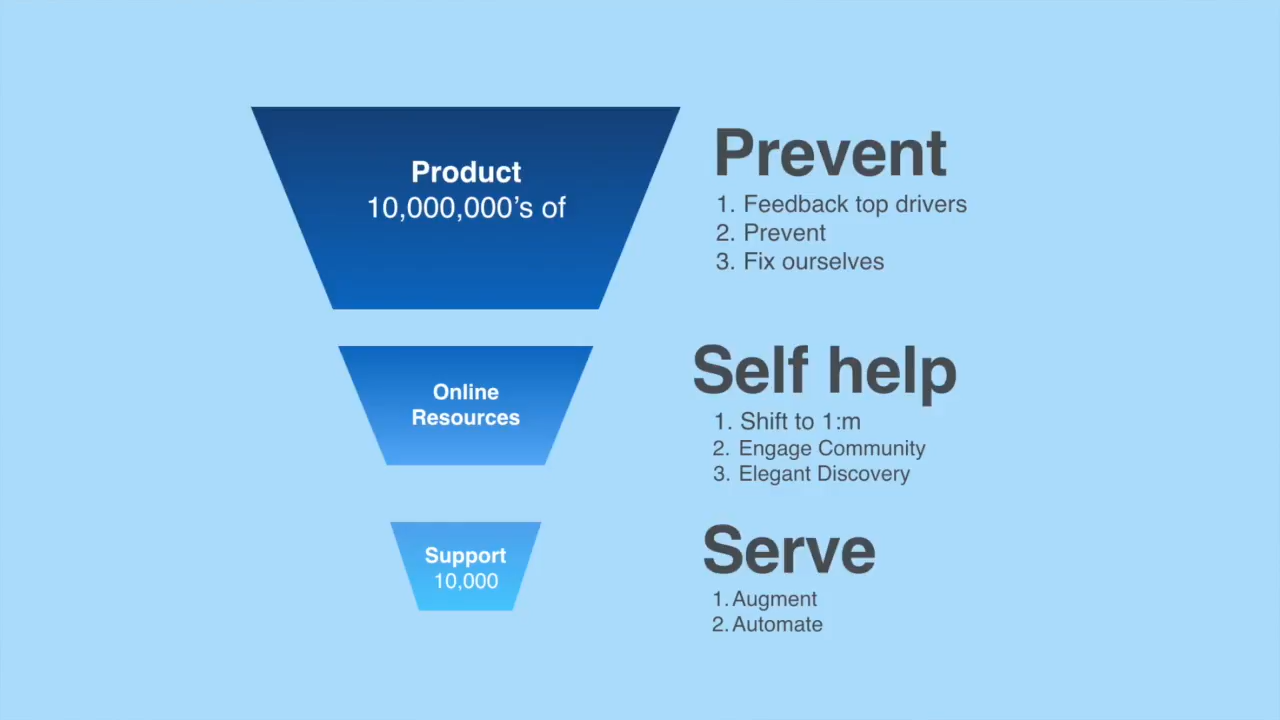 Product
10,000,000’s of
Prevent
1. Feedback top drivers
2. Prevent
3. Fix ourselves
Online
Resources
Self help
1. Shift to 1:m
2. Engage Community
3. Elegant Discovery
Support
10,000
Serve
1. Augment
2. Automate